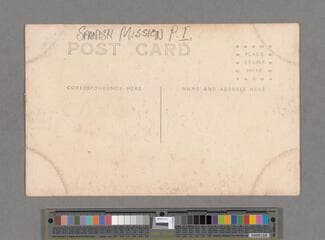 SPANISH MISSION P.I.
POST CARD
PLACE
STAMP
HERE
CORRESPONDENCE HERE
NAME AND ADDRESS HERE